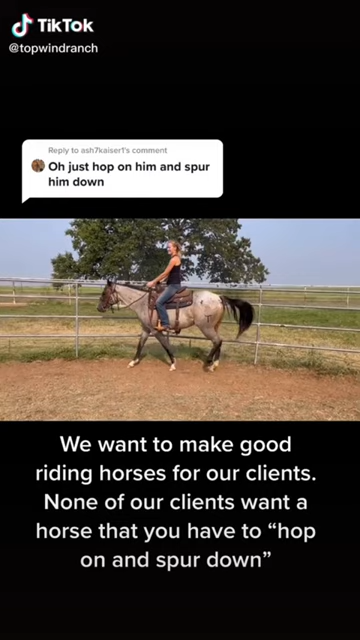 TikTok
@topwindranch
Reply to ash7kaiser1's comment
Oh just hop on him and spur
him down
We want to make good
riding horses for our clients.
None of our clients want a
horse that you have to “hop
on and spur down”